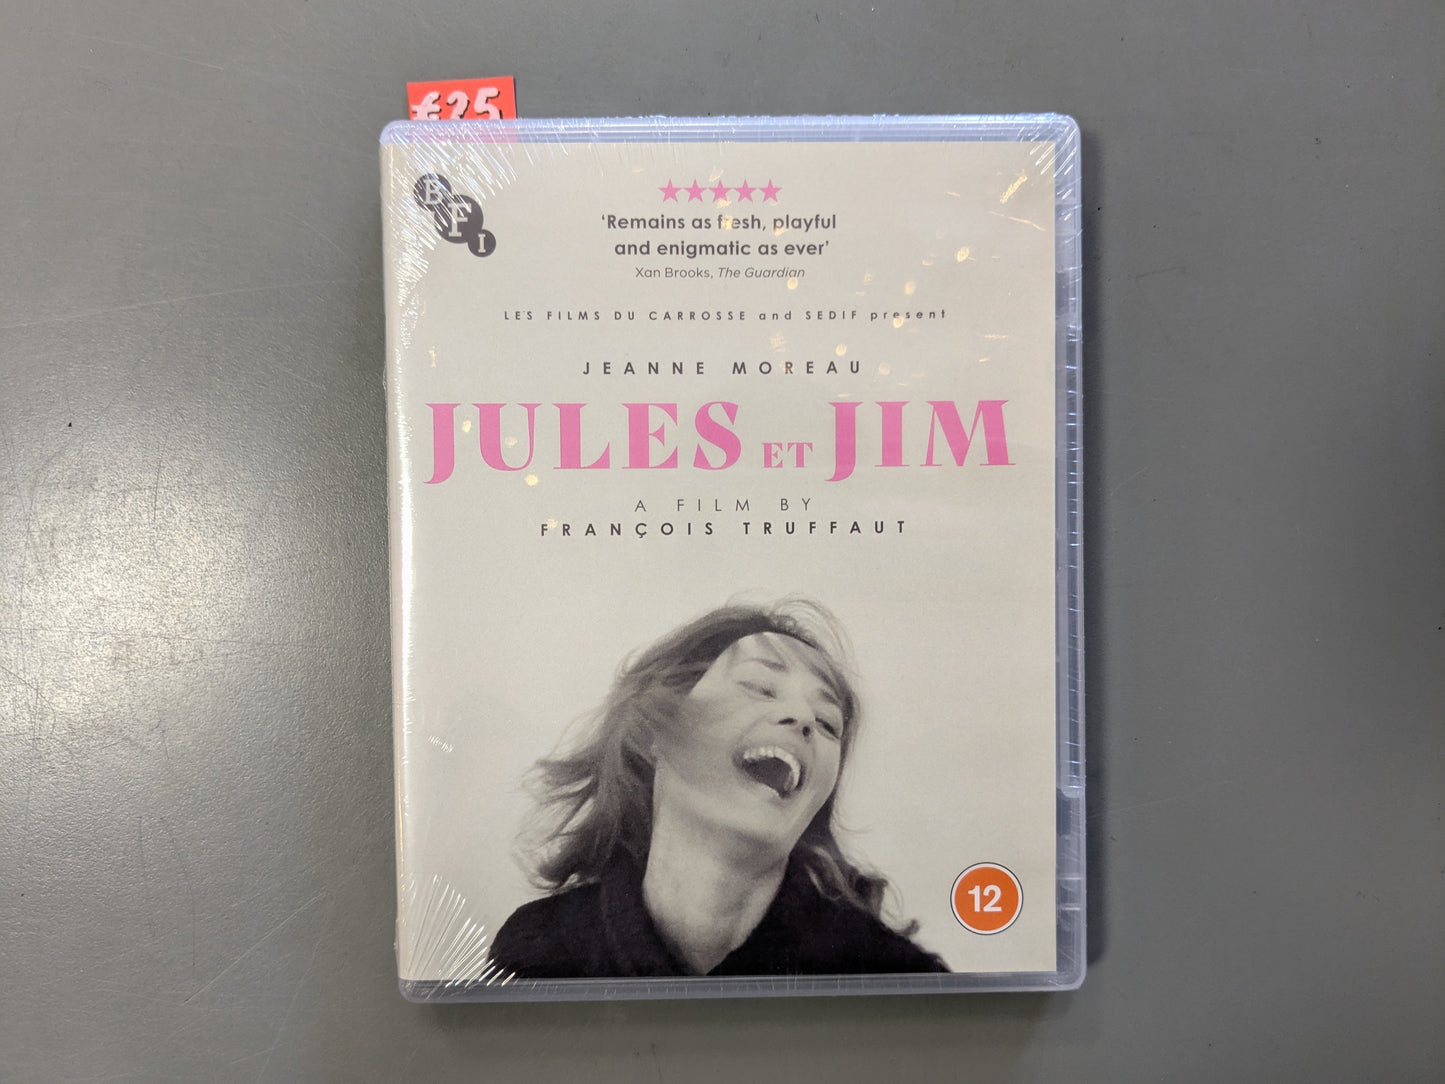 €25
BFI
‘Remains as fresh, playful
and enigmatic as ever’
Xan Brooks, The Guardian
LES FILMS DU CARROSSE and SEDIF present
JEANNE MOREAU
JULES ET JIM
A FILM BY
FRANÇOIS TRUFFAUT
12